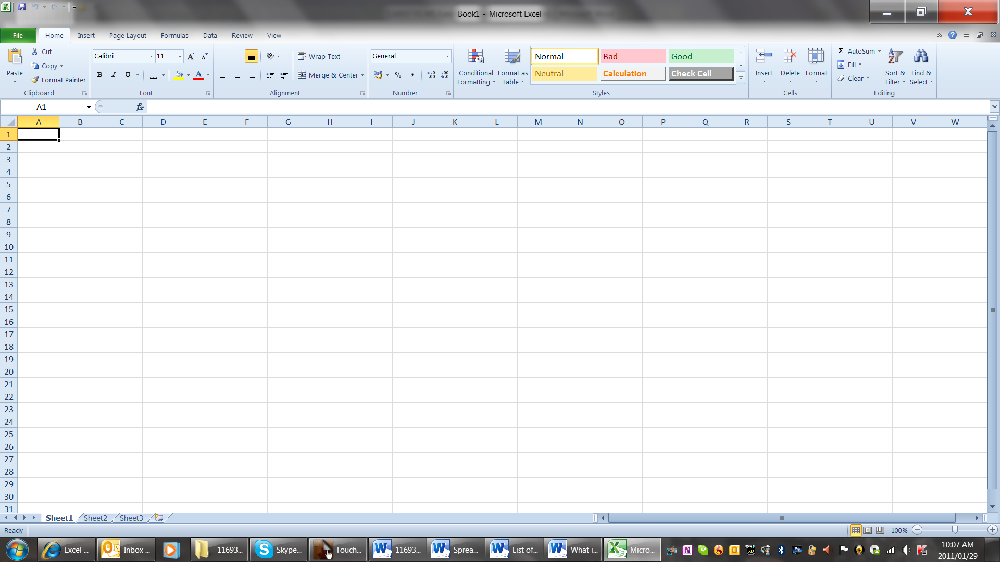 Book1 - Microsoft Excel
File Home Insert Page Layout Formulas Data Review View
Paste Cut Copy Format Painter Clipboard
Calibri 11 B I U Font
Wrap Text Merge & Center Alignment
General % , Number
Conditional Formatting Format as Table
Normal Bad Good
Neutral Calculation Check Cell
Styles
Insert Delete Format Cells
Σ AutoSum Fill Clear Sort & Filter Find & Select Editing
A1 fx
A B C D E F G H I J K L M N O P Q R S T U V W
1
2
3
4
5
6
7
8
9
10
11
12
13
14
15
16
17
18
19
20
21
22
23
24
25
26
27
28
29
30
31
Sheet1 Sheet2 Sheet3
Ready 100%
Excel ... Inbox ... 11693... Skype... Touch... 11693... Sprea... List of... What i... Micro... 10:07 AM
2011/01/29